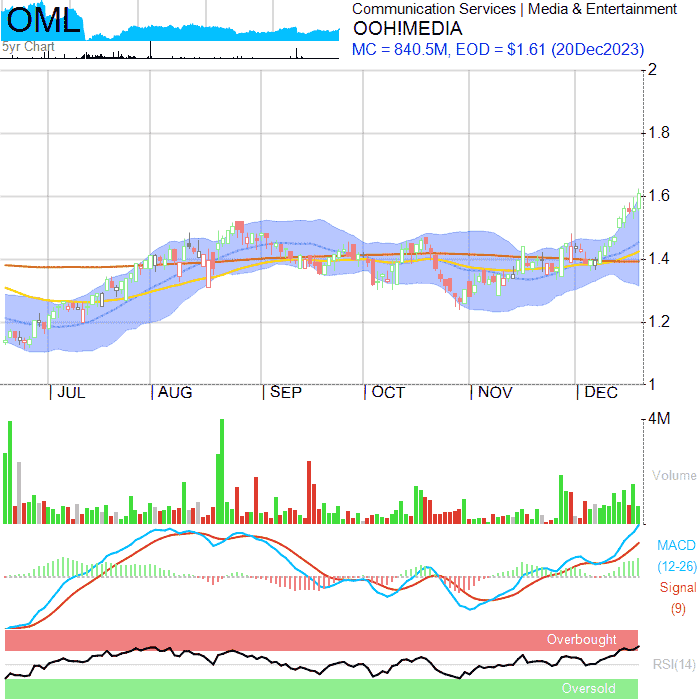 OML
5yr Chart
Communication Services | Media & Entertainment
OOH!MEDIA
MC = 840.5M, EOD = $1.61 (20Dec2023)
2
1.8
1.6
1.4
1.2
1
JUL AUG SEP OCT NOV DEC
4M
Volume
MACD
(12-26)
Signal
(9)
Overbought
RSI(14)
Oversold